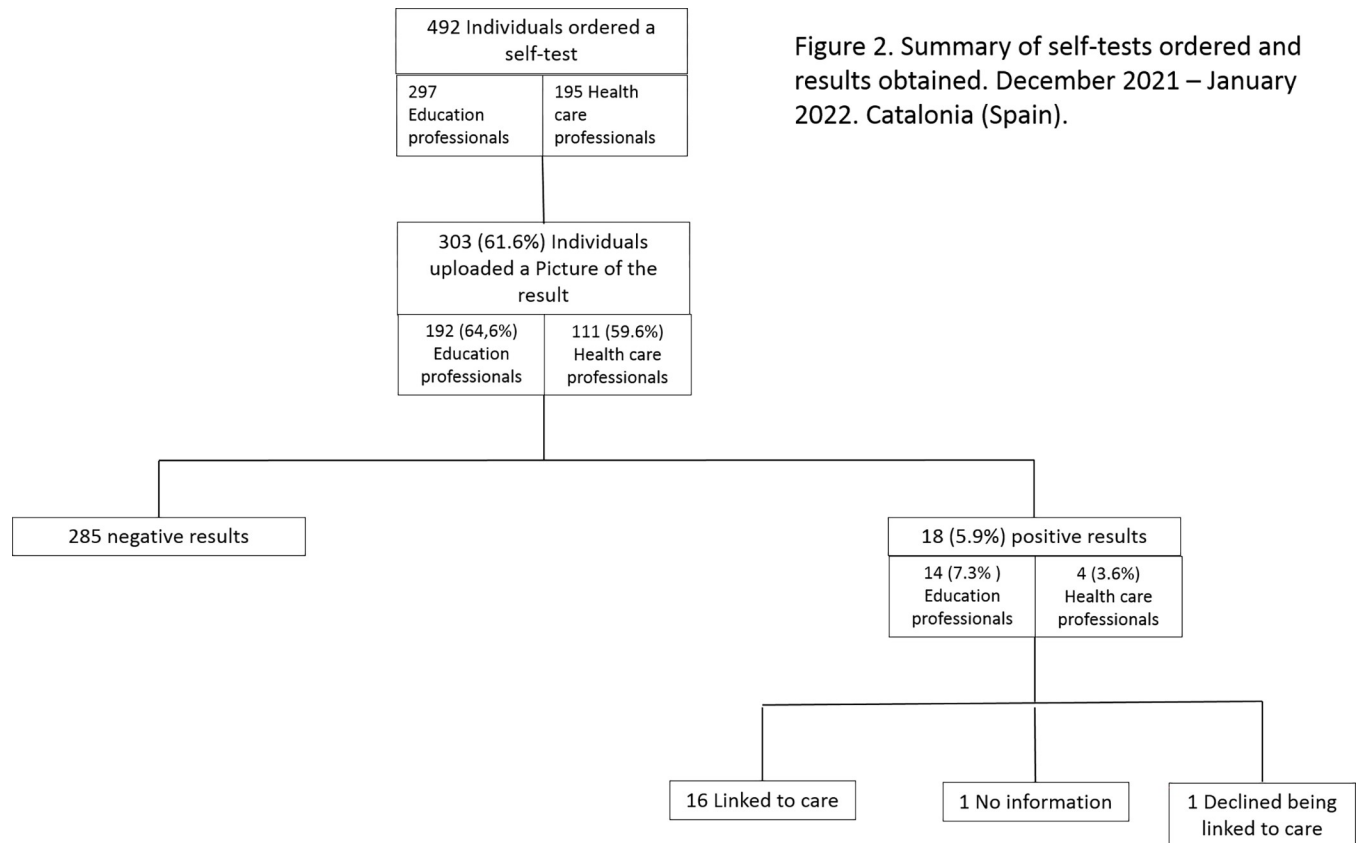 492 Individuals ordered a
self-test
297
Education
professionals
195 Health
care
professionals
Figure 2. Summary of self-tests ordered and
results obtained. December 2021 – January
2022. Catalonia (Spain).
303 (61.6%) Individuals
uploaded a Picture of the
result
192 (64,6%)
Education
professionals
111 (59.6%)
Health care
professionals
285 negative results
18 (5.9%) positive results
14 (7.3% )
Education
professionals
4 (3.6%)
Health care
professionals
16 Linked to care
1 No information
1 Declined being
linked to care